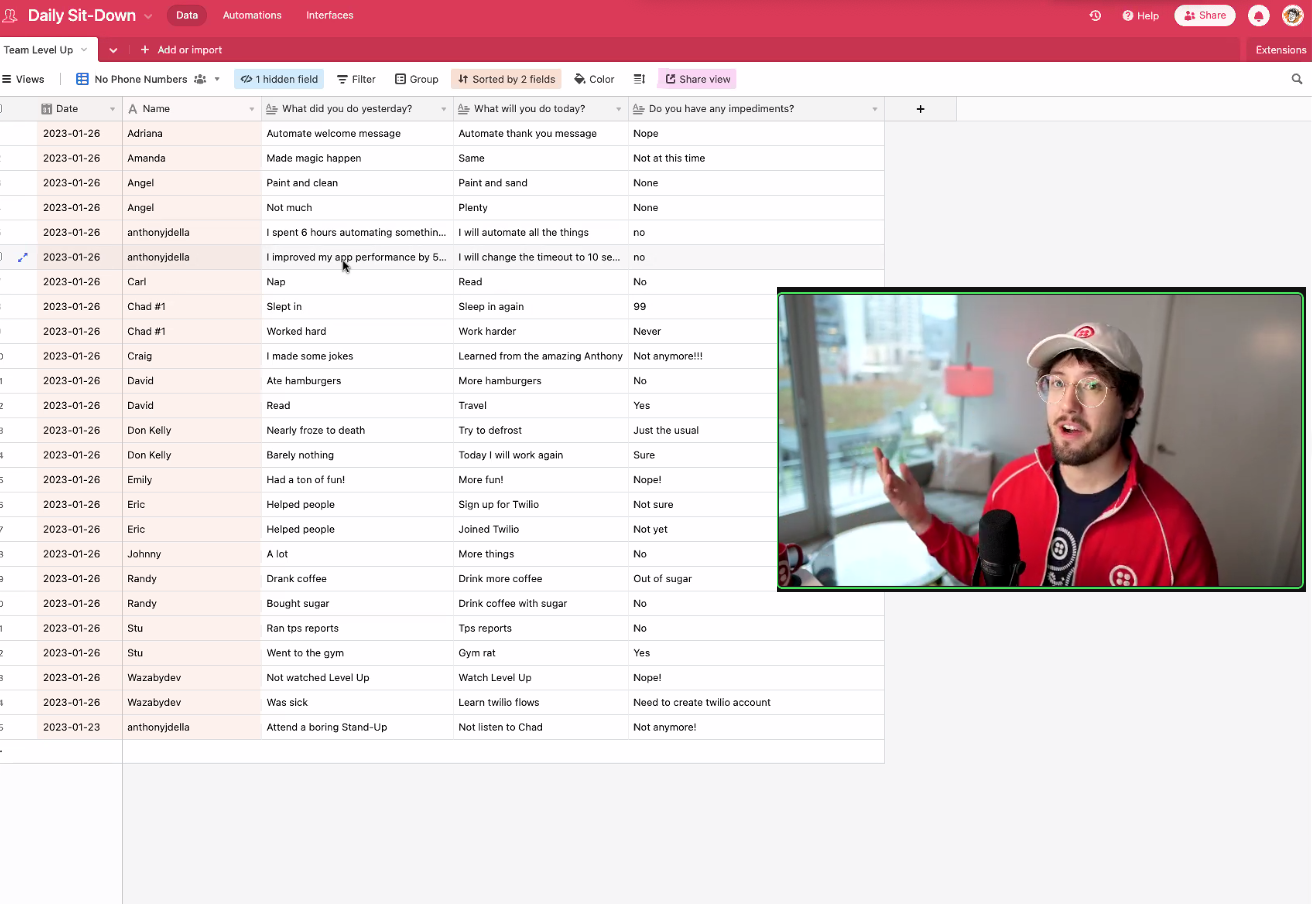 Daily Sit-Down Data Automations Interfaces Help Share
Team Level Up Add or import Extensions
Views No Phone Numbers 1 hidden field Filter Group Sorted by 2 fields Color Share view
Date Name What did you do yesterday? What will you do today? Do you have any impediments? +
2023-01-26 Adriana Automate welcome message Automate thank you message Nope
2023-01-26 Amanda Made magic happen Same Not at this time
2023-01-26 Angel Paint and clean Paint and sand None
2023-01-26 Angel Not much Plenty None
2023-01-26 anthonyjdella I spent 6 hours automating somethin... I will automate all the things no
2023-01-26 anthonyjdella I improved my app performance by 5... I will change the timeout to 10 se... no
2023-01-26 Carl Nap Read No
2023-01-26 Chad #1 Slept in Sleep in again 99
2023-01-26 Chad #1 Worked hard Work harder Never
2023-01-26 Craig I made some jokes Learned from the amazing Anthony Not anymore!!!
2023-01-26 David Ate hamburgers More hamburgers No
2023-01-26 David Read Travel Yes
2023-01-26 Don Kelly Nearly froze to death Try to defrost Just the usual
2023-01-26 Don Kelly Barely nothing Today I will work again Sure
2023-01-26 Emily Had a ton of fun! More fun! Nope!
2023-01-26 Eric Helped people Sign up for Twilio Not sure
2023-01-26 Eric Helped people Joined Twilio Not yet
2023-01-26 Johnny A lot More things No
2023-01-26 Randy Drank coffee Drink more coffee Out of sugar
2023-01-26 Randy Bought sugar Drink coffee with sugar No
2023-01-26 Stu Ran tps reports Tps reports No
2023-01-26 Stu Went to the gym Gym rat Yes
2023-01-26 Wazabydev Not watched Level Up Watch Level Up Nope!
2023-01-26 Wazabydev Was sick Learn twilio flows Need to create twilio account
2023-01-23 anthonyjdella Attend a boring Stand-Up Not listen to Chad Not anymore!